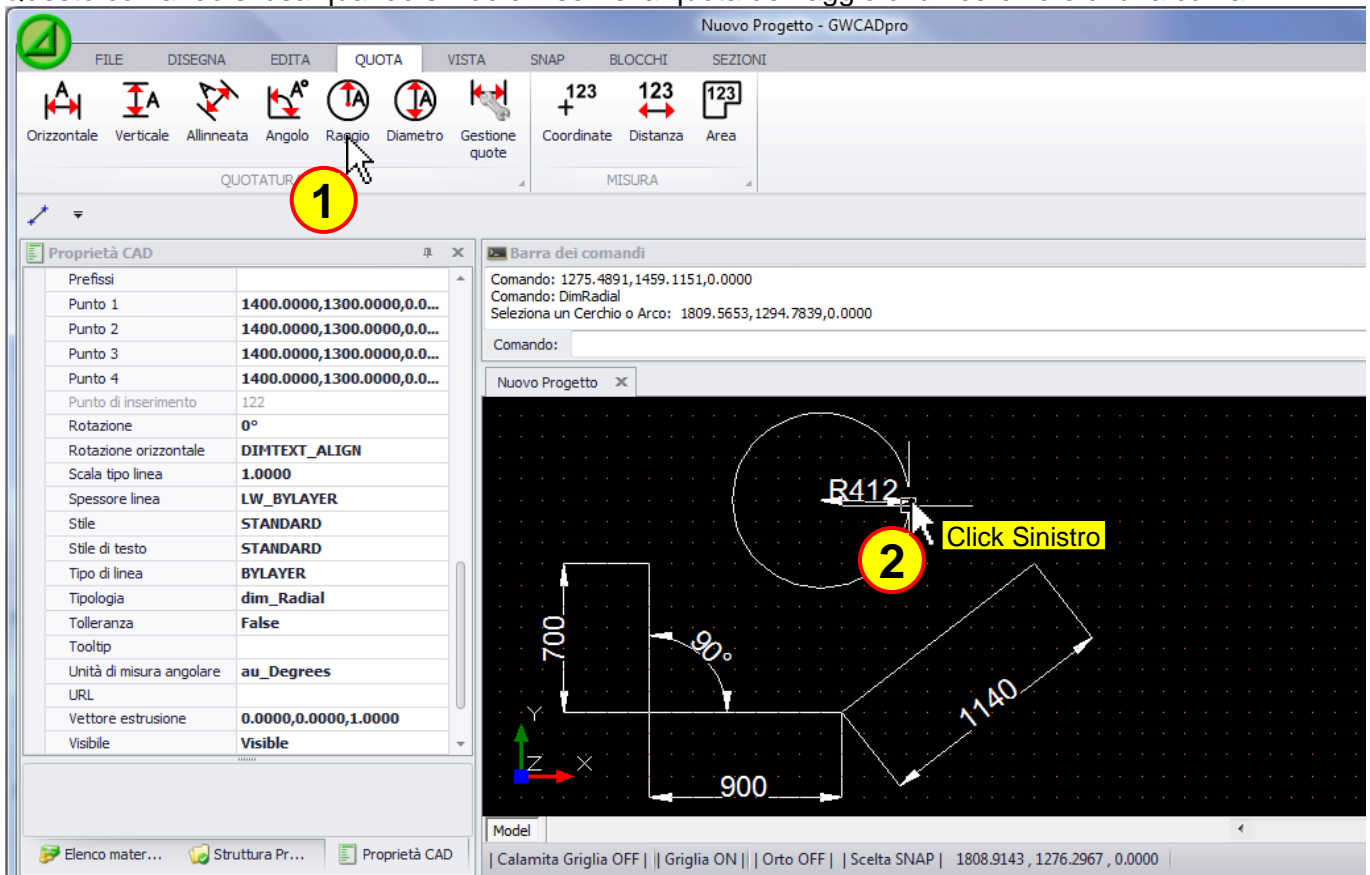 Nuovo Progetto - GWCADpro
FILE DISEGNA EDITA QUOTA VISTA SNAP BLOCCHI SEZIONI
A A A A° A A 123 123 123
Orizzontale Verticale Allinneata Angolo Raggio Diametro Gestione quote Coordinate Distanza Area
QUOTATURA MISURA
1
Proprietà CAD
Prefissi
Punto 1 1400.0000,1300.0000,0.0...
Punto 2 1400.0000,1300.0000,0.0...
Punto 3 1400.0000,1300.0000,0.0...
Punto 4 1400.0000,1300.0000,0.0...
Punto di inserimento 122
Rotazione 0°
Rotazione orizzontale DIMTEXT_ALIGN
Scala tipo linea 1.0000
Spessore linea LW_BYLAYER
Stile STANDARD
Stile di testo STANDARD
Tipo di linea BYLAYER
Tipologia dim_Radial
Tolleranza False
Tooltip
Unità di misura angolare au_Degrees
URL
Vettore estrusione 0.0000,0.0000,1.0000
Visibile Visible
Elenco mater... Struttura Pr... Proprietà CAD
Barra dei comandi
Comando: 1275.4891,1459.1151,0.0000
Comando: DimRadial
Seleziona un Cerchio o Arco: 1809.5653,1294.7839,0.0000
Comando:
Nuovo Progetto
R412
Click Sinistro
2
700
90°
1140
900
Y
Z X
Model
| Calamita Griglia OFF | | Griglia ON | | Orto OFF | | Scelta SNAP | 1808.9143 , 1276.2967 , 0.0000